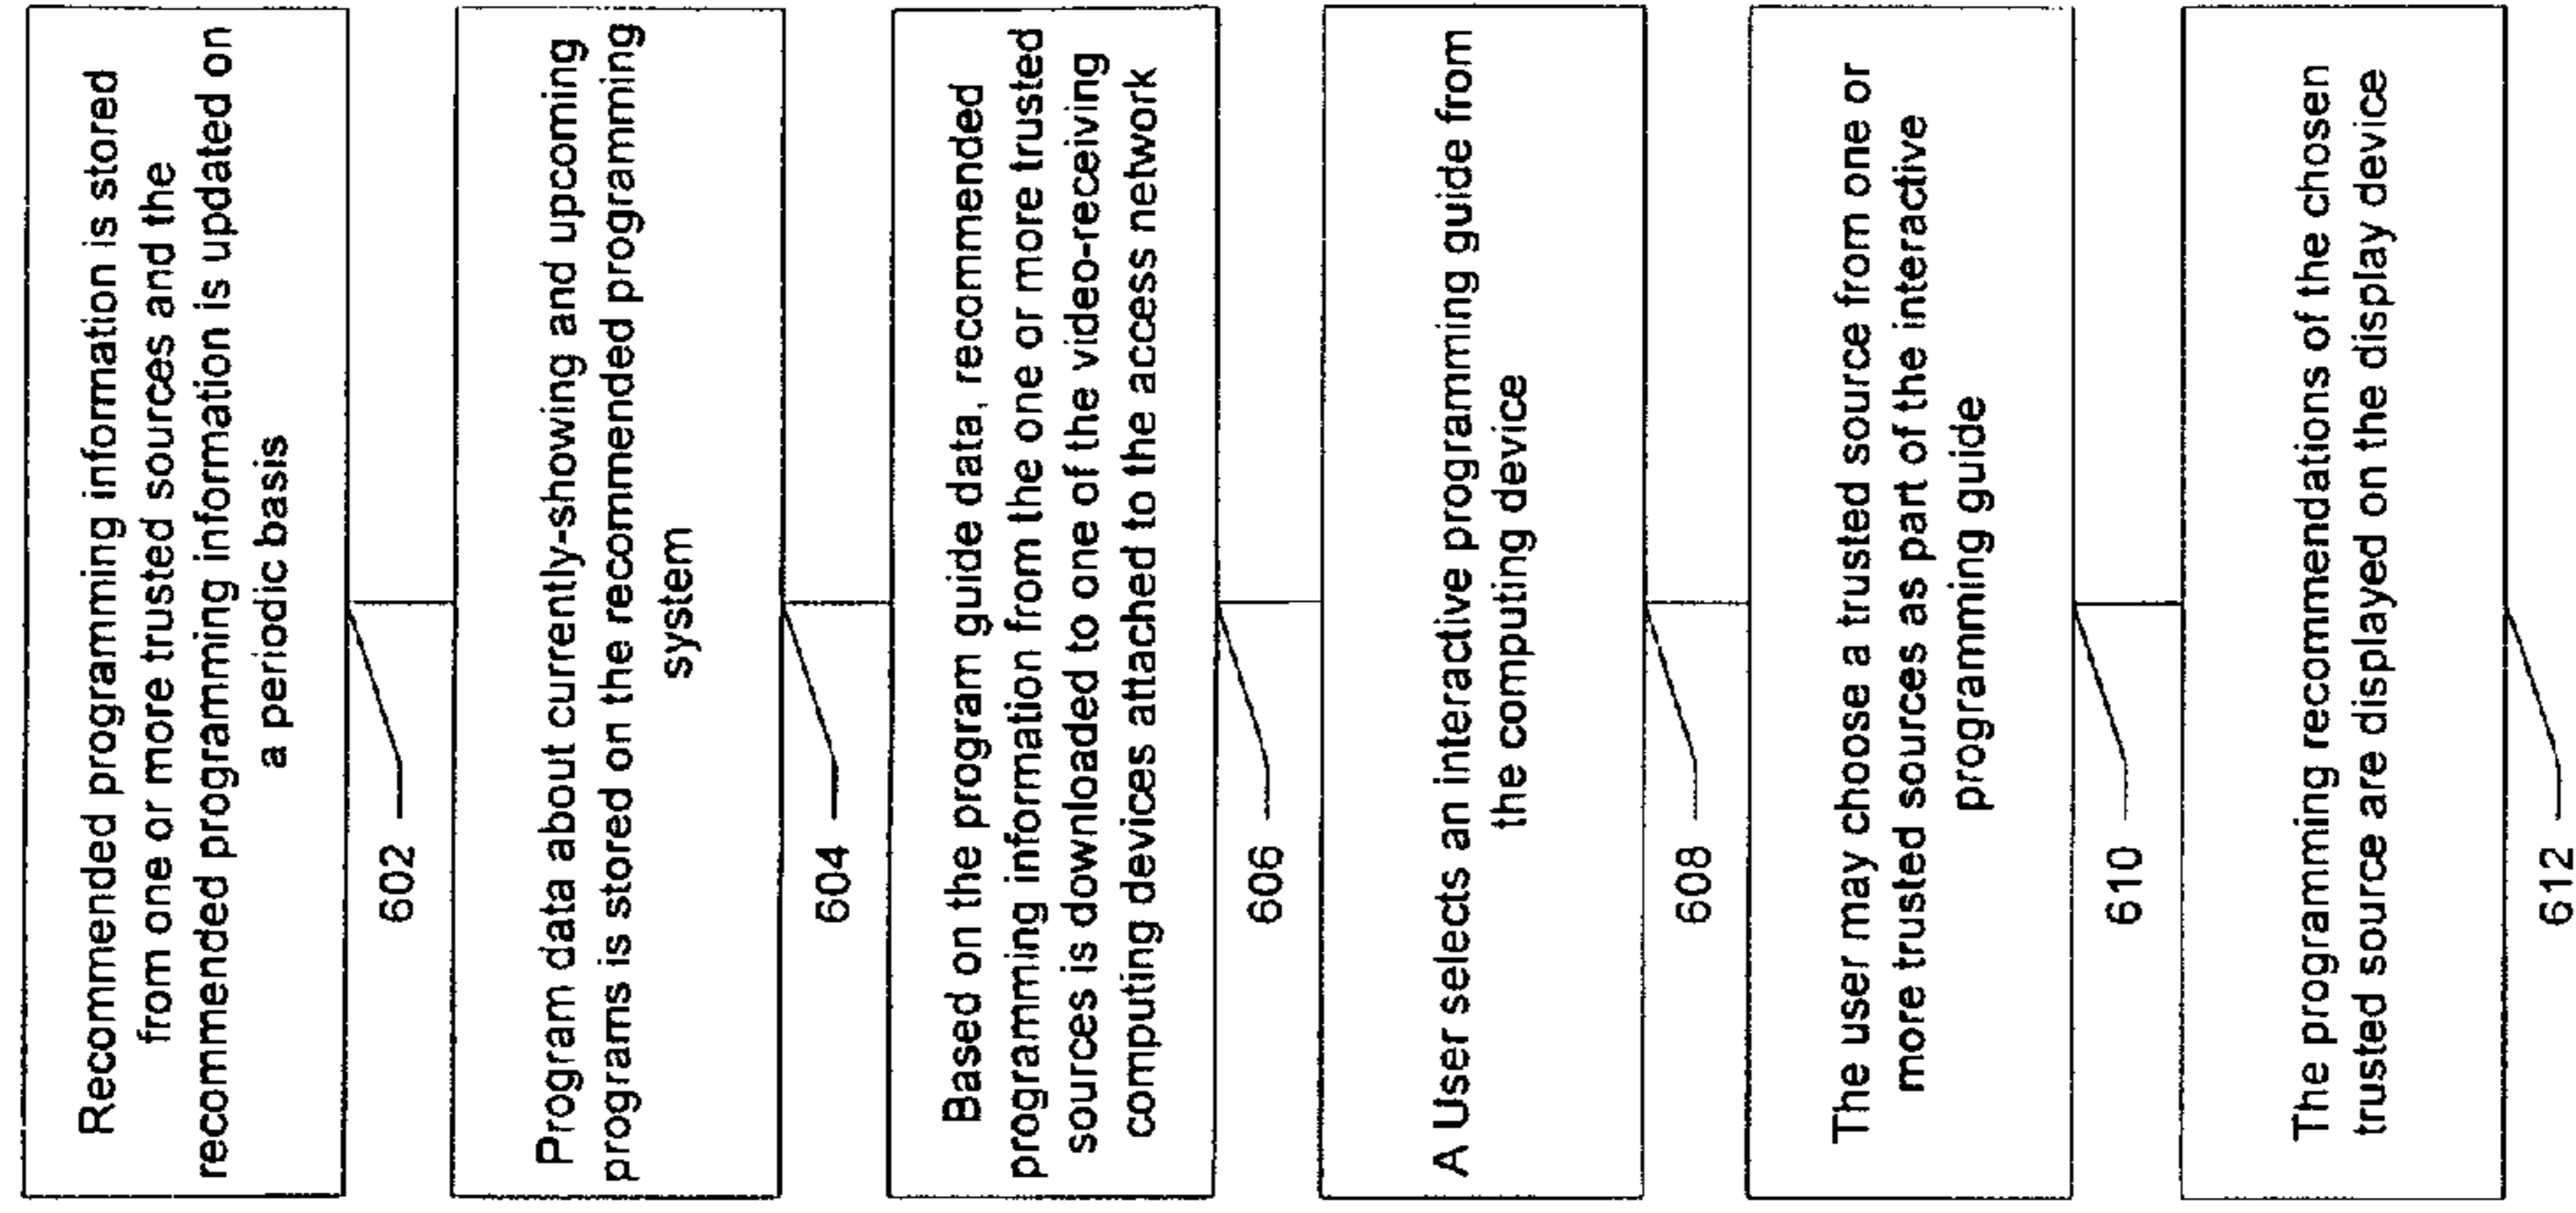 Recommended programming information is stored
from one or more trusted sources and the
recommended programming information is updated on
a periodic basis
602
Program data about currently-showing and upcoming
programs is stored on the recommended programming
system
604
Based on the program guide data, recommended
programming information from the one or more trusted
sources is downloaded to one of the video-receiving
computing devices attached to the access network
606
A User selects an interactive programming guide from
the computing device
608
The user may choose a trusted source from one or
more trusted sources as part of the interactive
programming guide
610
The programming recommendations of the chosen
trusted source are displayed on the display device
612